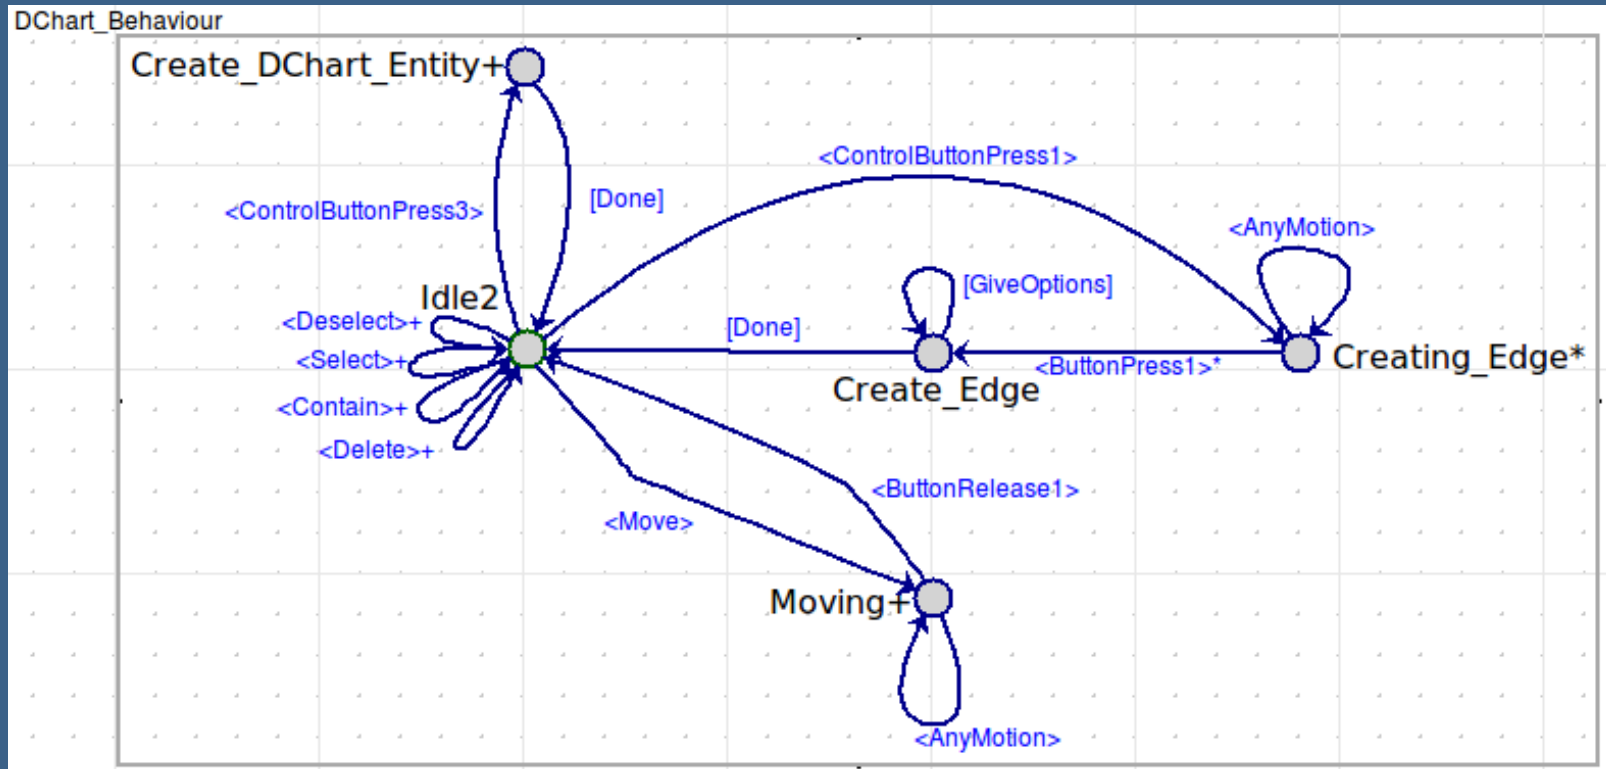 DChart_Behaviour
Create_DChart_Entity+
<ControlButtonPress1>
[Done]
<ControlButtonPress3>
<AnyMotion>
[GiveOptions]
Idle2
<Deselect>+
[Done]
<Select>+
<ButtonPress1>*
Creating_Edge*
Create_Edge
<Contain>+
<Delete>+
<ButtonRelease1>
<Move>
Moving+
<AnyMotion>